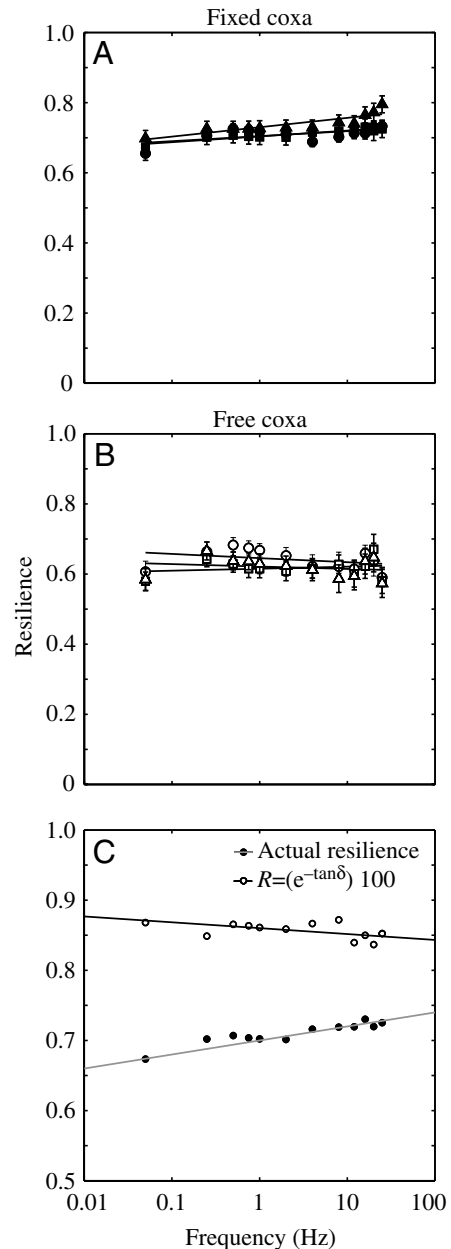 Fixed coxa
A
1.0
0.8
0.6
0.4
0.2
0
Free coxa
B
1.0
0.8
0.6
0.4
0.2
0
Resilience
C
1.0
0.9
0.8
0.7
0.6
0.5
Actual resilience
R=(e–tanδ) 100
0.01 0.1 1 10 100
Frequency (Hz)